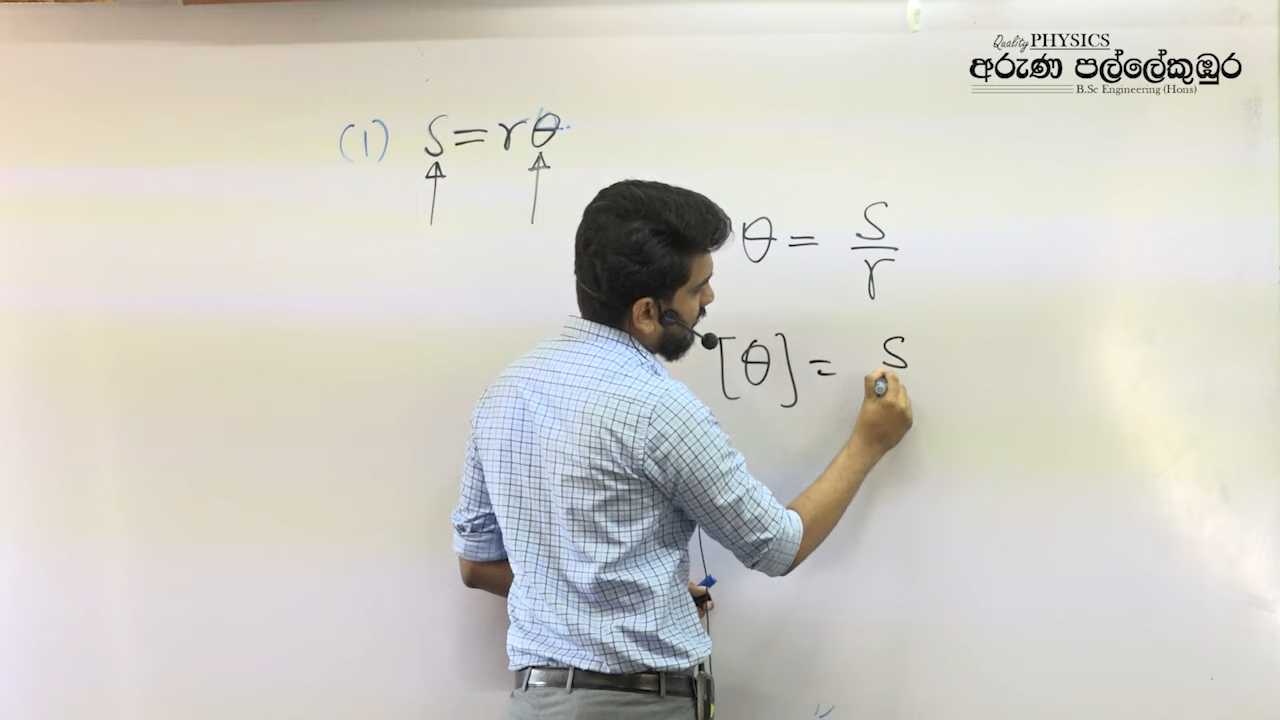 Quality PHYSICS
අරුණ පල්ලේකුඹුර
B.Sc Engineering (Hons)
(1) S = rθ
θ = S/r
[θ] = S